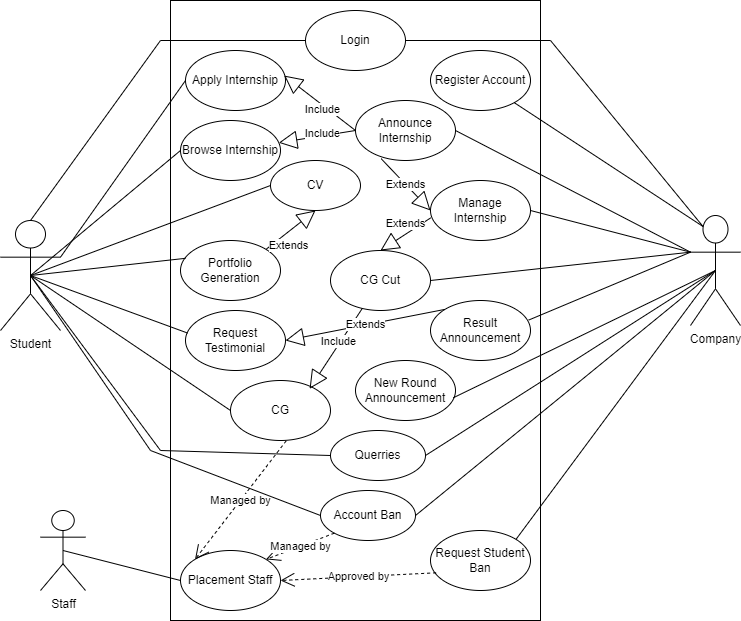 Login
Apply Internship
Register Account
Include
Announce
Internship
Include
Browse Internship
CV
Extends
Manage
Internship
Extends
Extends
Portfolio
Generation
CG Cut
Request
Testimonial
Extends
Include
Result
Announcement
Student
Company
New Round
Announcement
CG
Querries
Managed by
Account Ban
Managed by
Request Student
Ban
Placement Staff
Approved by
Staff